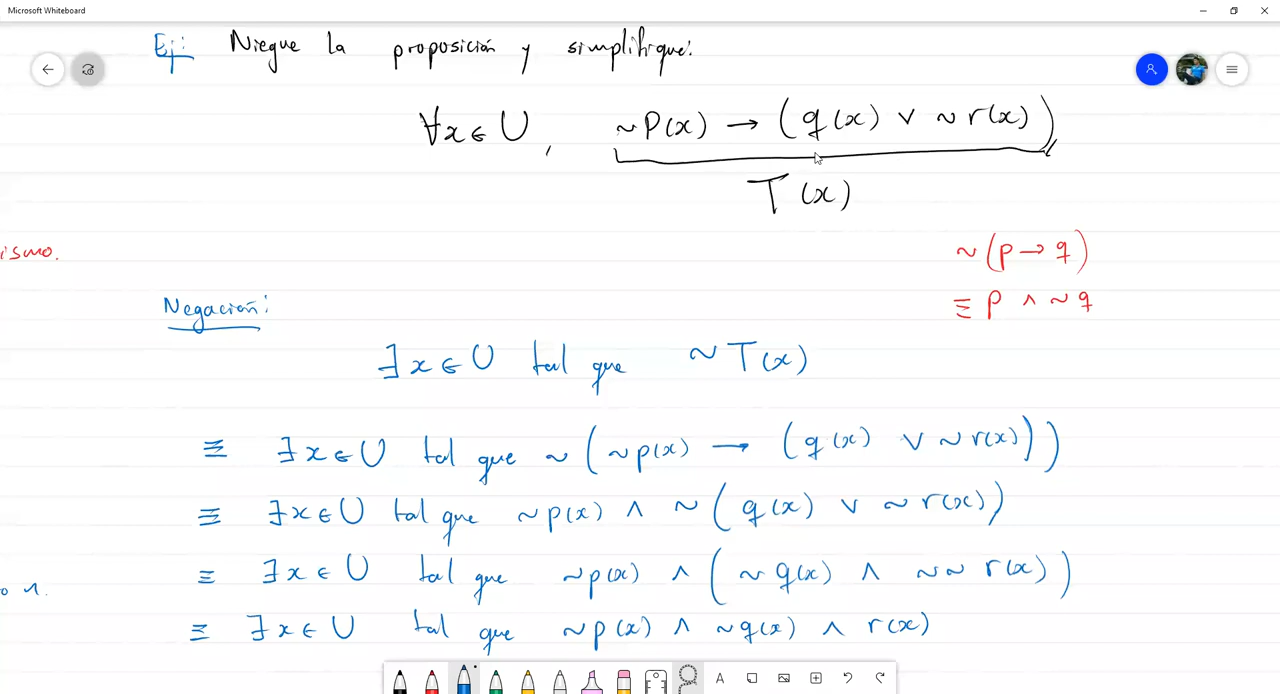 Microsoft Whiteboard
Ej: Niegue la proposición y simplifique:
∀x∈U, ~P(x) → (q(x) ∨ ~r(x))
T(x)
ismo.
~(p → q)
≡ p ∧ ~q
Negación:
∃x∈U tal que ~T(x)
≡ ∃x∈U tal que ~(~p(x) → (q(x) ∨ ~r(x)))
≡ ∃x∈U tal que ~p(x) ∧ ~(q(x) ∨ ~r(x))
≡ ∃x∈U tal que ~p(x) ∧ (~q(x) ∧ ~~r(x))
≡ ∃x∈U tal que ~p(x) ∧ ~q(x) ∧ r(x)
A